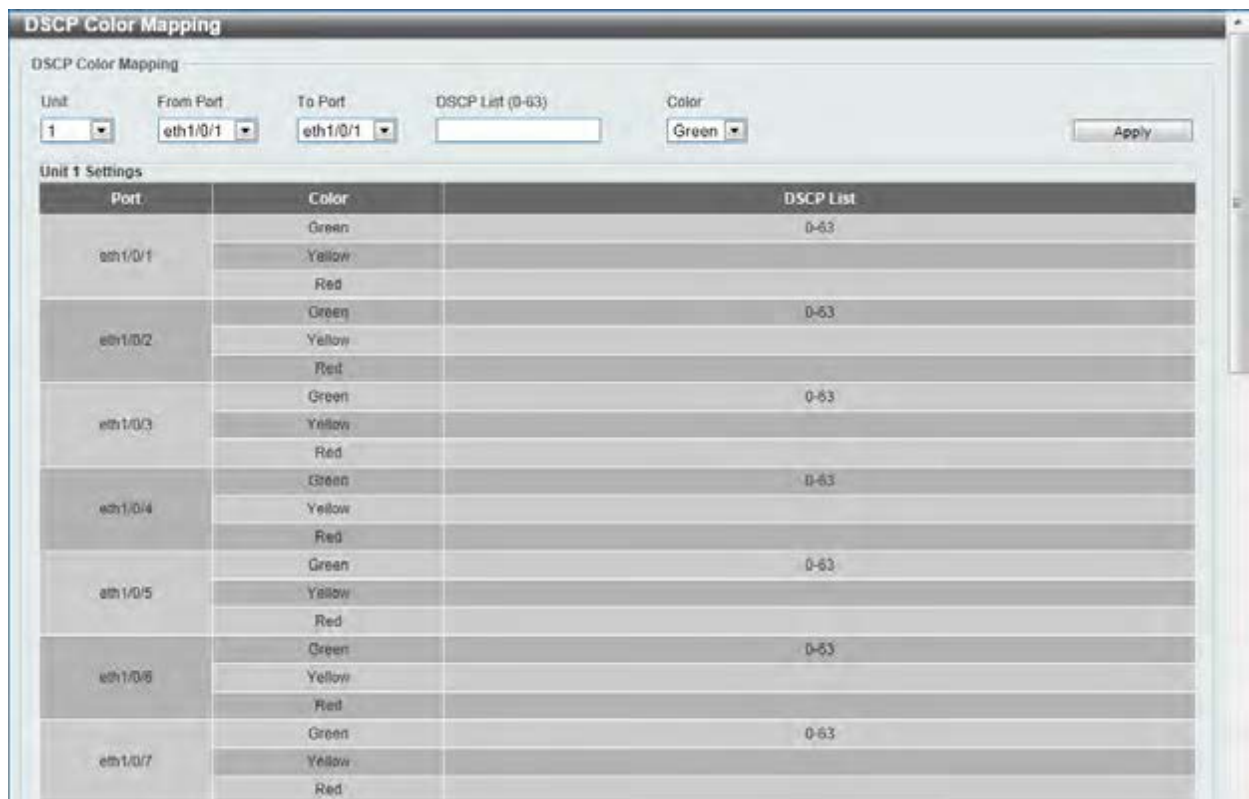 DSCP Color Mapping
DSCP Color Mapping
Unit From Port To Port DSCP List (0-63) Color
1 eth1/0/1 eth1/0/1 Green Apply
Unit 1 Settings
Port Color DSCP List
eth1/0/1 Green 0-63
Yellow
Red
eth1/0/2 Green 0-63
Yellow
Red
eth1/0/3 Green 0-63
Yellow
Red
eth1/0/4 Green 0-63
Yellow
Red
eth1/0/5 Green 0-63
Yellow
Red
eth1/0/6 Green 0-63
Yellow
Red
eth1/0/7 Green 0-63
Yellow
Red